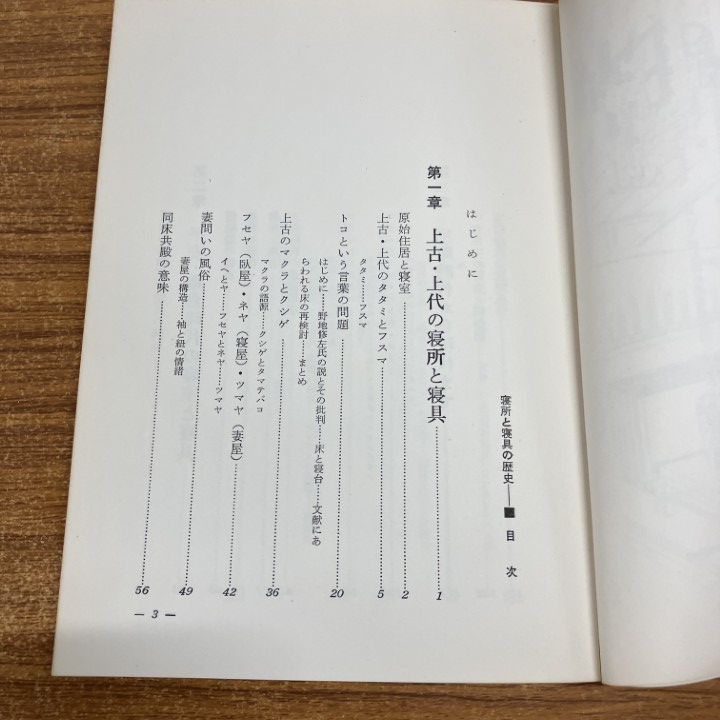 寝所と寝具の歴史――■目次
はじめに
第一章 上古・上代の寝所と寝具……1
原始住居と寝室……2
上古・上代のタタミとフスマ……5
タタミ……フスマ
トコという言葉の問題……20
はじめに……野地修左氏の説とその批判……床と寝台……文献にあ
らわれる床の再検討……まとめ
上古のマクラとクシゲ……36
マクラの語源……クシゲとタマテバコ
フセヤ(臥屋)・ネヤ(寝屋)・ツマヤ(妻屋)……42
イヘとヤ……フセヤとネヤ……ツマヤ
妻問いの風俗……49
妻屋の構造……袖と紐の情緒
同床共殿の意味……56
— 3 —